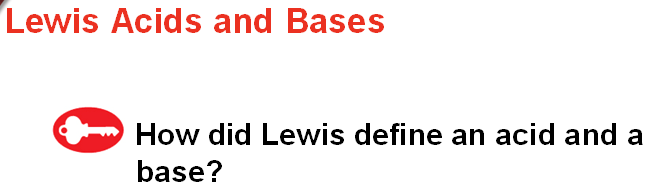 Lewis Acids and Bases
How did Lewis define an acid and a
base?